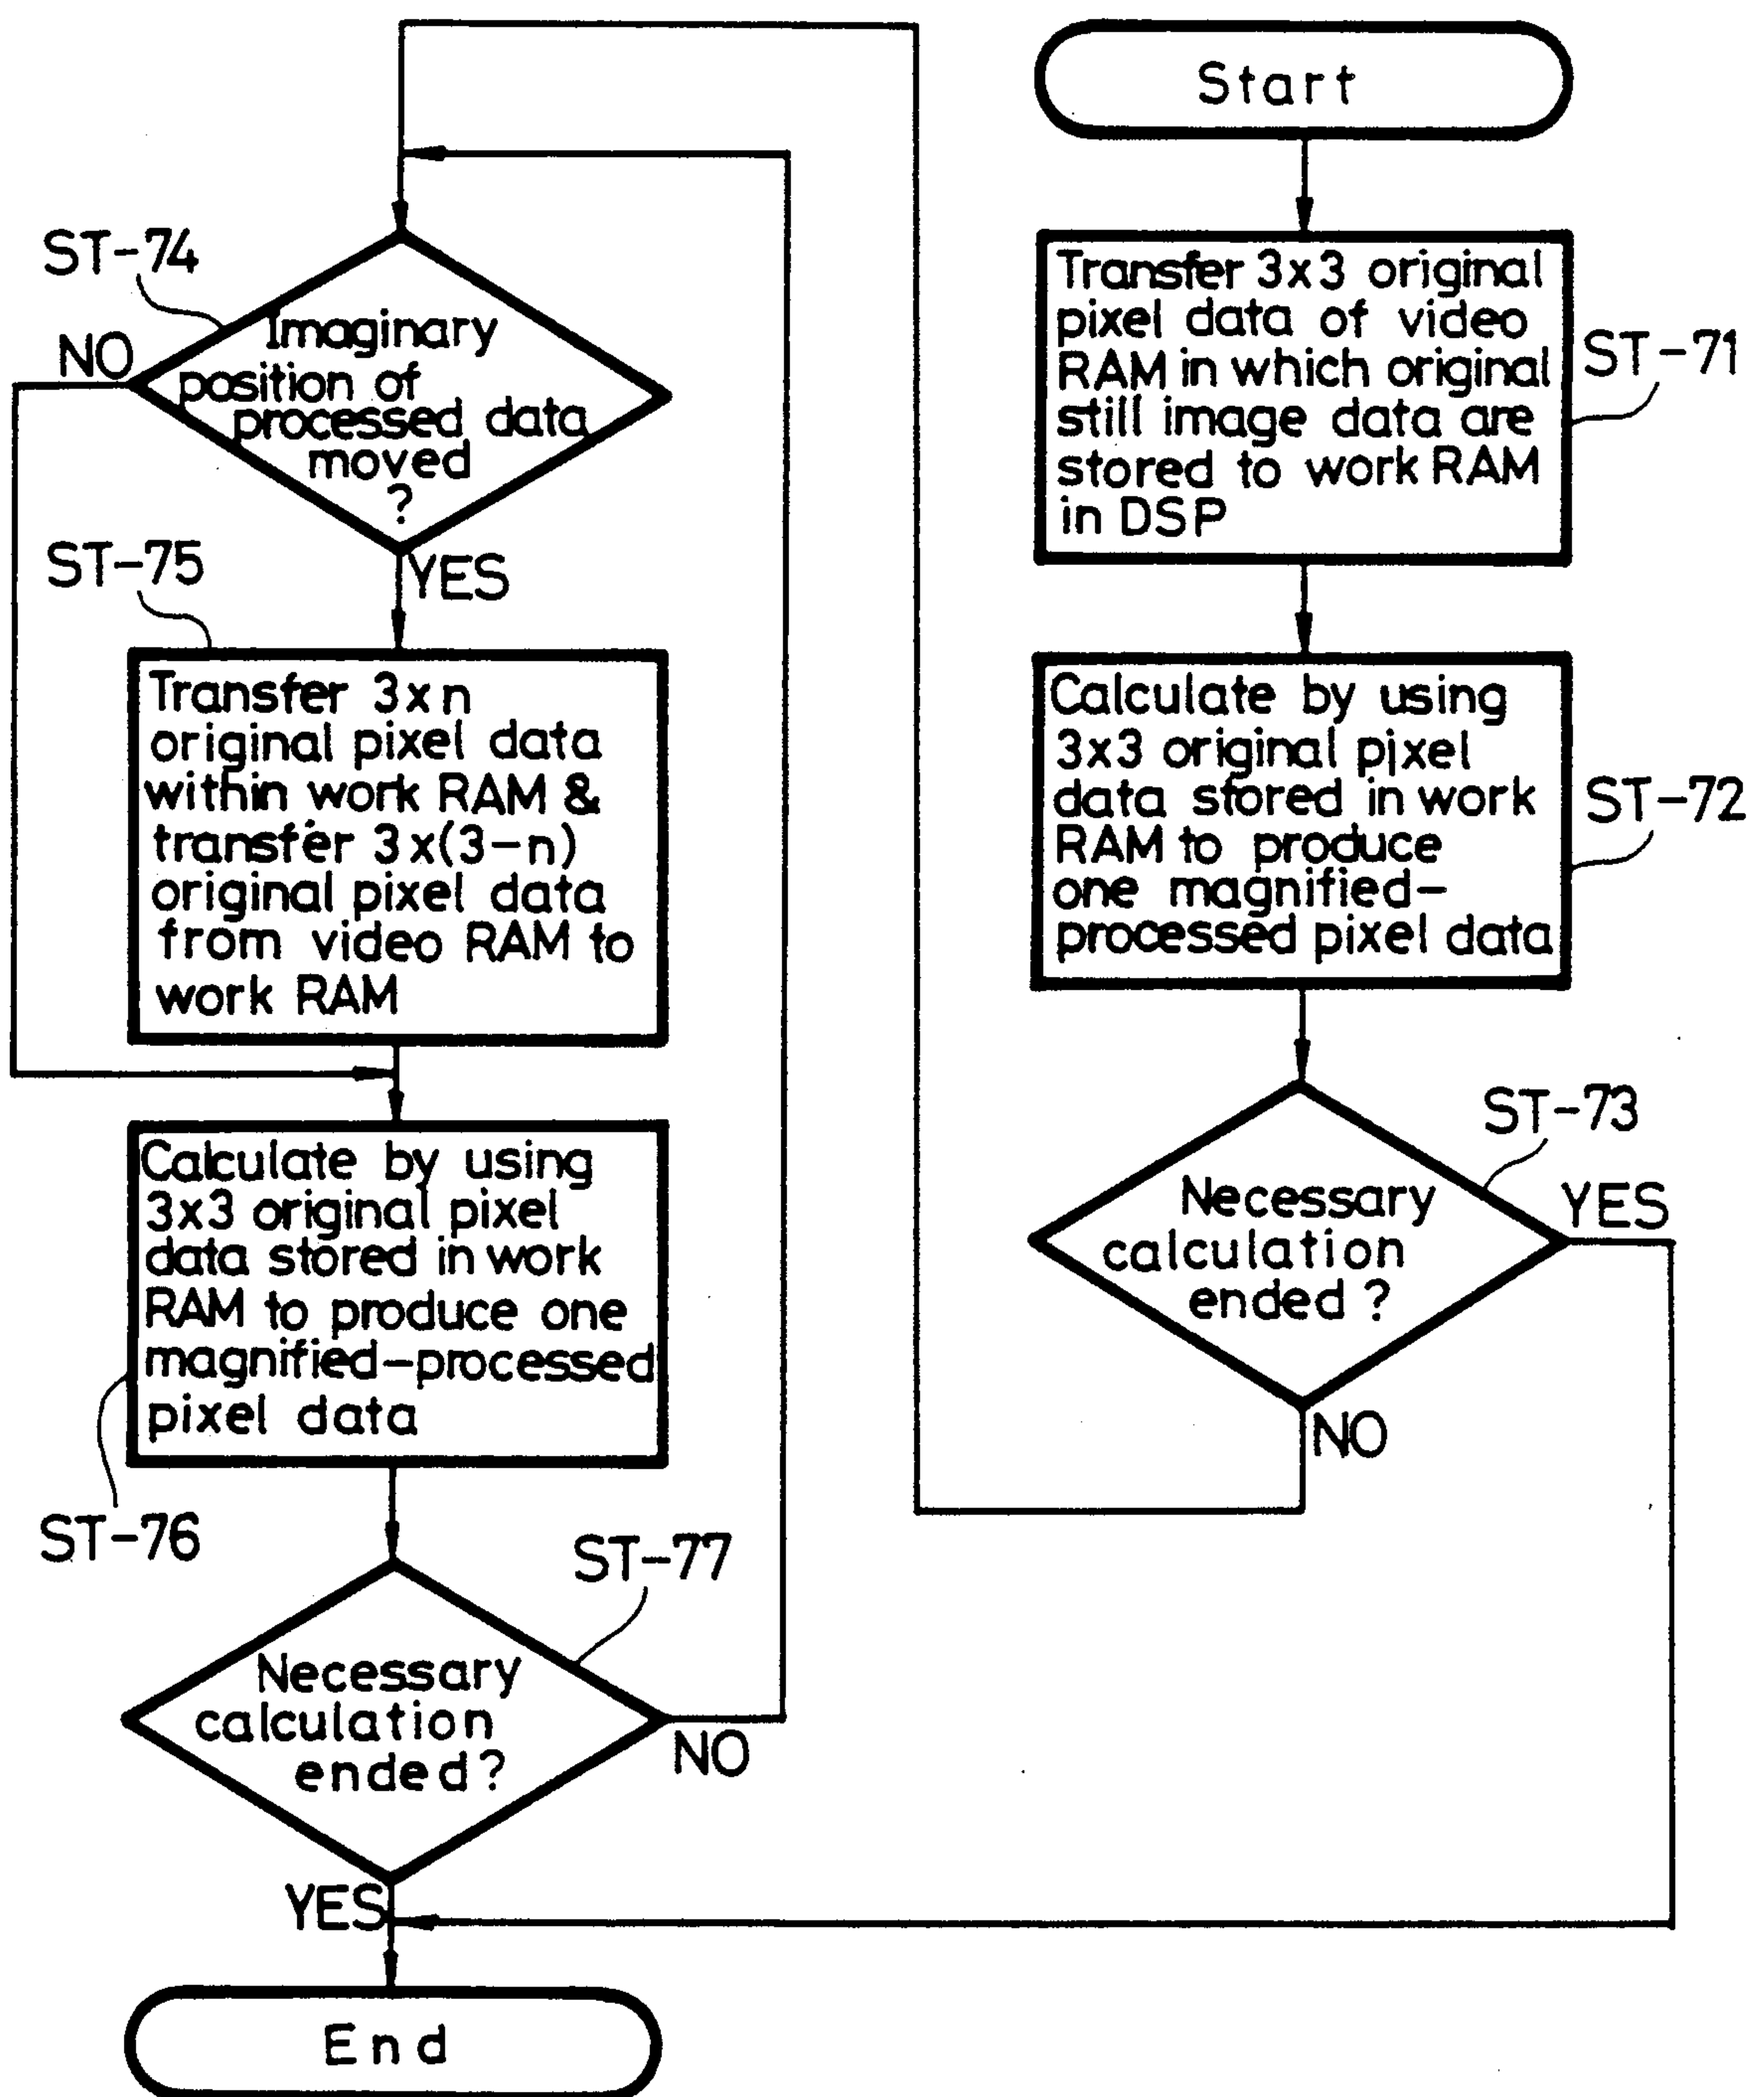 Start
Transfer 3x3 original
pixel data of video
RAM in which original
still image data are
stored to work RAM
in DSP
ST-71
Calculate by using
3x3 original pixel
data stored in work
RAM to produce
one magnified-
processed pixel data
ST-72
ST-73
Necessary
calculation
ended ?
YES
NO
ST-74
NO
Imaginary
position of
processed data
moved
?
YES
ST-75
Transfer 3xn
original pixel data
within work RAM &
transfer 3x(3-n)
original pixel data
from video RAM to
work RAM
Calculate by using
3x3 original pixel
data stored in work
RAM to produce one
magnified-processed
pixel data
ST-76
ST-77
Necessary
calculation
ended?
NO
YES
End